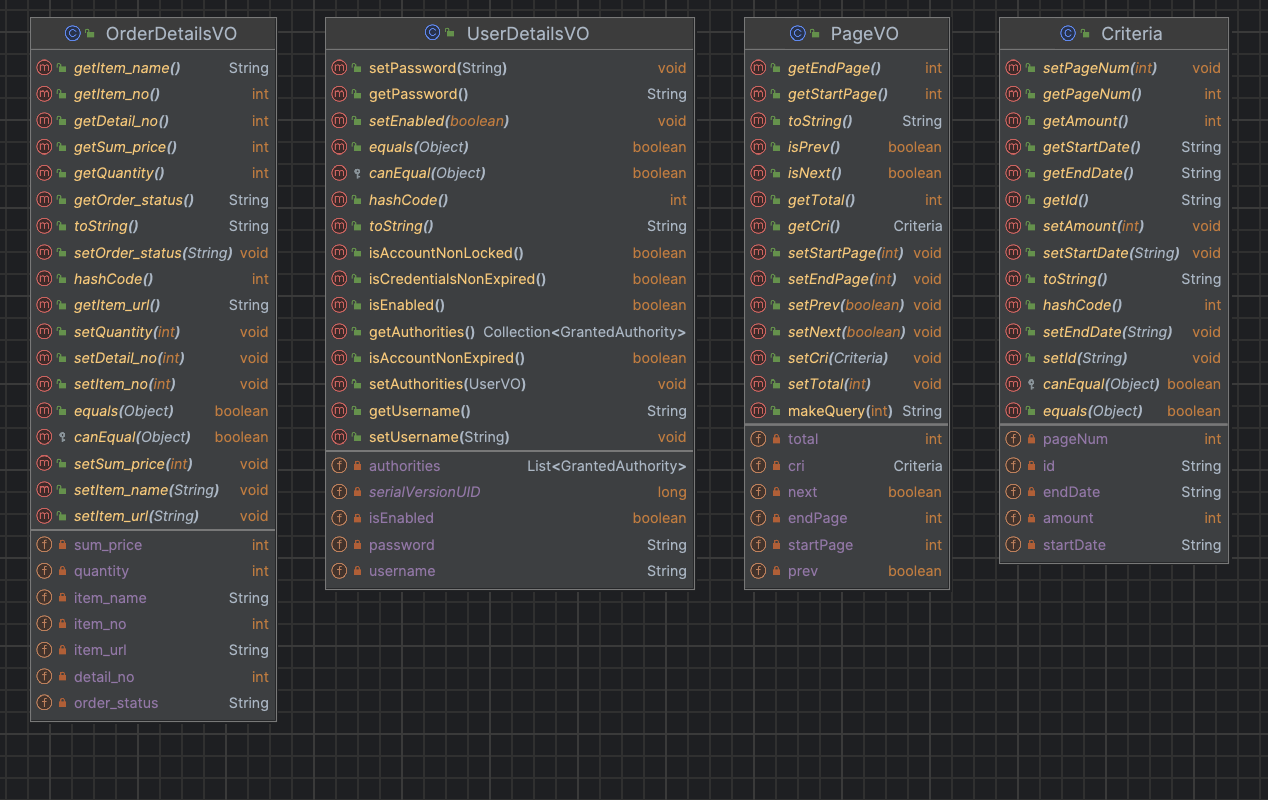 OrderDetailsVO
getItem_name() String
getItem_no() int
getDetail_no() int
getSum_price() int
getQuantity() int
getOrder_status() String
toString() String
setOrder_status(String) void
hashCode() int
getItem_url() String
setQuantity(int) void
setDetail_no(int) void
setItem_no(int) void
equals(Object) boolean
canEqual(Object) boolean
setSum_price(int) void
setItem_name(String) void
setItem_url(String) void
sum_price int
quantity int
item_name String
item_no int
item_url String
detail_no int
order_status String
UserDetailsVO
setPassword(String) void
getPassword() String
setEnabled(boolean) void
equals(Object) boolean
canEqual(Object) boolean
hashCode() int
toString() String
isAccountNonLocked() boolean
isCredentialsNonExpired() boolean
isEnabled() boolean
getAuthorities() Collection<GrantedAuthority>
isAccountNonExpired() boolean
setAuthorities(UserVO) void
getUsername() String
setUsername(String) void
authorities List<GrantedAuthority>
serialVersionUID long
isEnabled boolean
password String
username String
PageVO
getEndPage() int
getStartPage() int
toString() String
isPrev() boolean
isNext() boolean
getTotal() int
getCri() Criteria
setStartPage(int) void
setEndPage(int) void
setPrev(boolean) void
setNext(boolean) void
setCri(Criteria) void
setTotal(int) void
makeQuery(int) String
total int
cri Criteria
next boolean
endPage int
startPage int
prev boolean
Criteria
setPageNum(int) void
getPageNum() int
getAmount() int
getStartDate() String
getEndDate() String
getId() String
setAmount(int) void
setStartDate(String) void
toString() String
hashCode() int
setEndDate(String) void
setId(String) void
canEqual(Object) boolean
equals(Object) boolean
pageNum int
id String
endDate String
amount int
startDate String